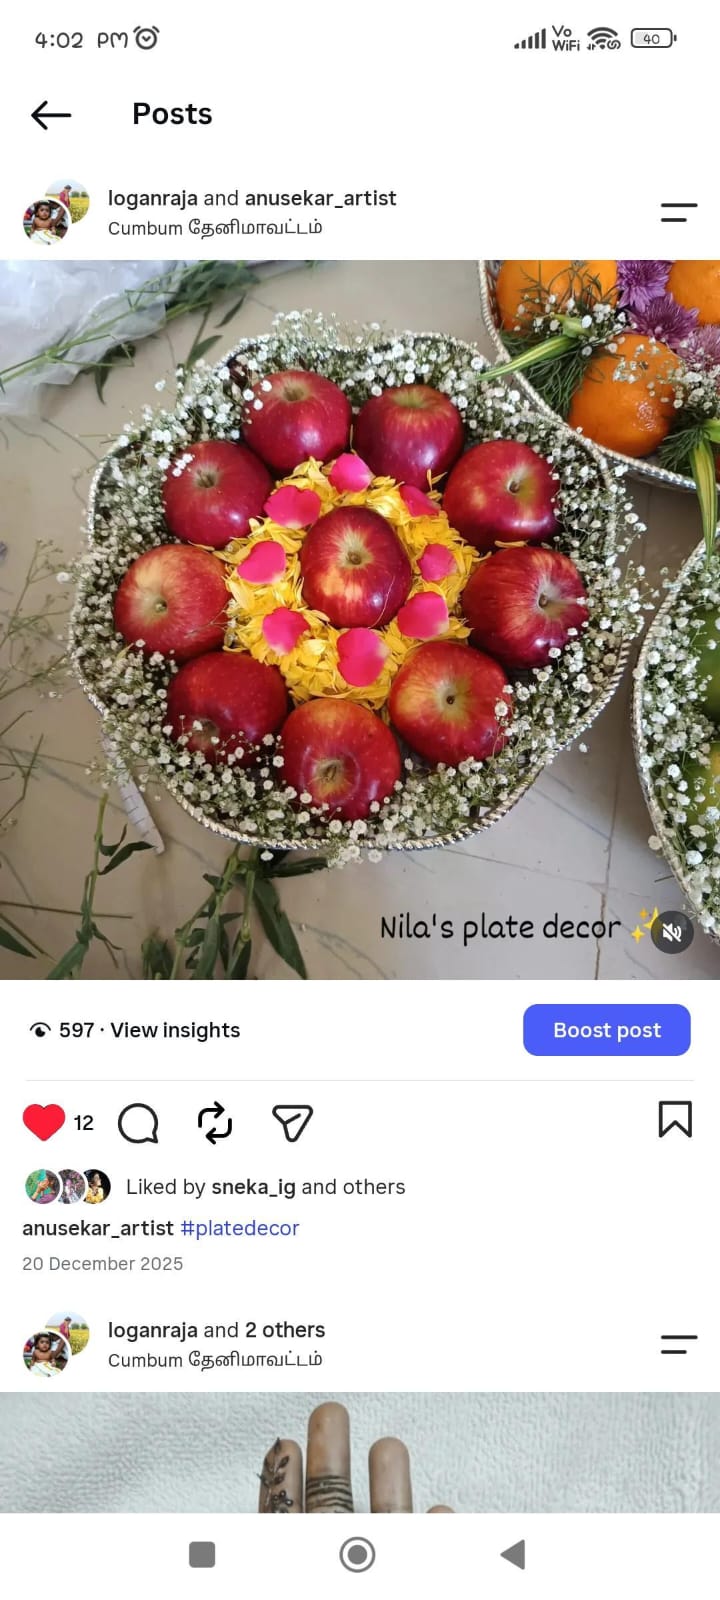 4:02 PM
Vo
WiFi
40
Posts
loganraja and anusekar_artist
Cumbum தேனிமாவட்டம்
Nila's plate decor ✨
597 · View insights
Boost post
12
Liked by sneka_ig and others
anusekar_artist #platedecor
20 December 2025
loganraja and 2 others
Cumbum தேனிமாவட்டம்